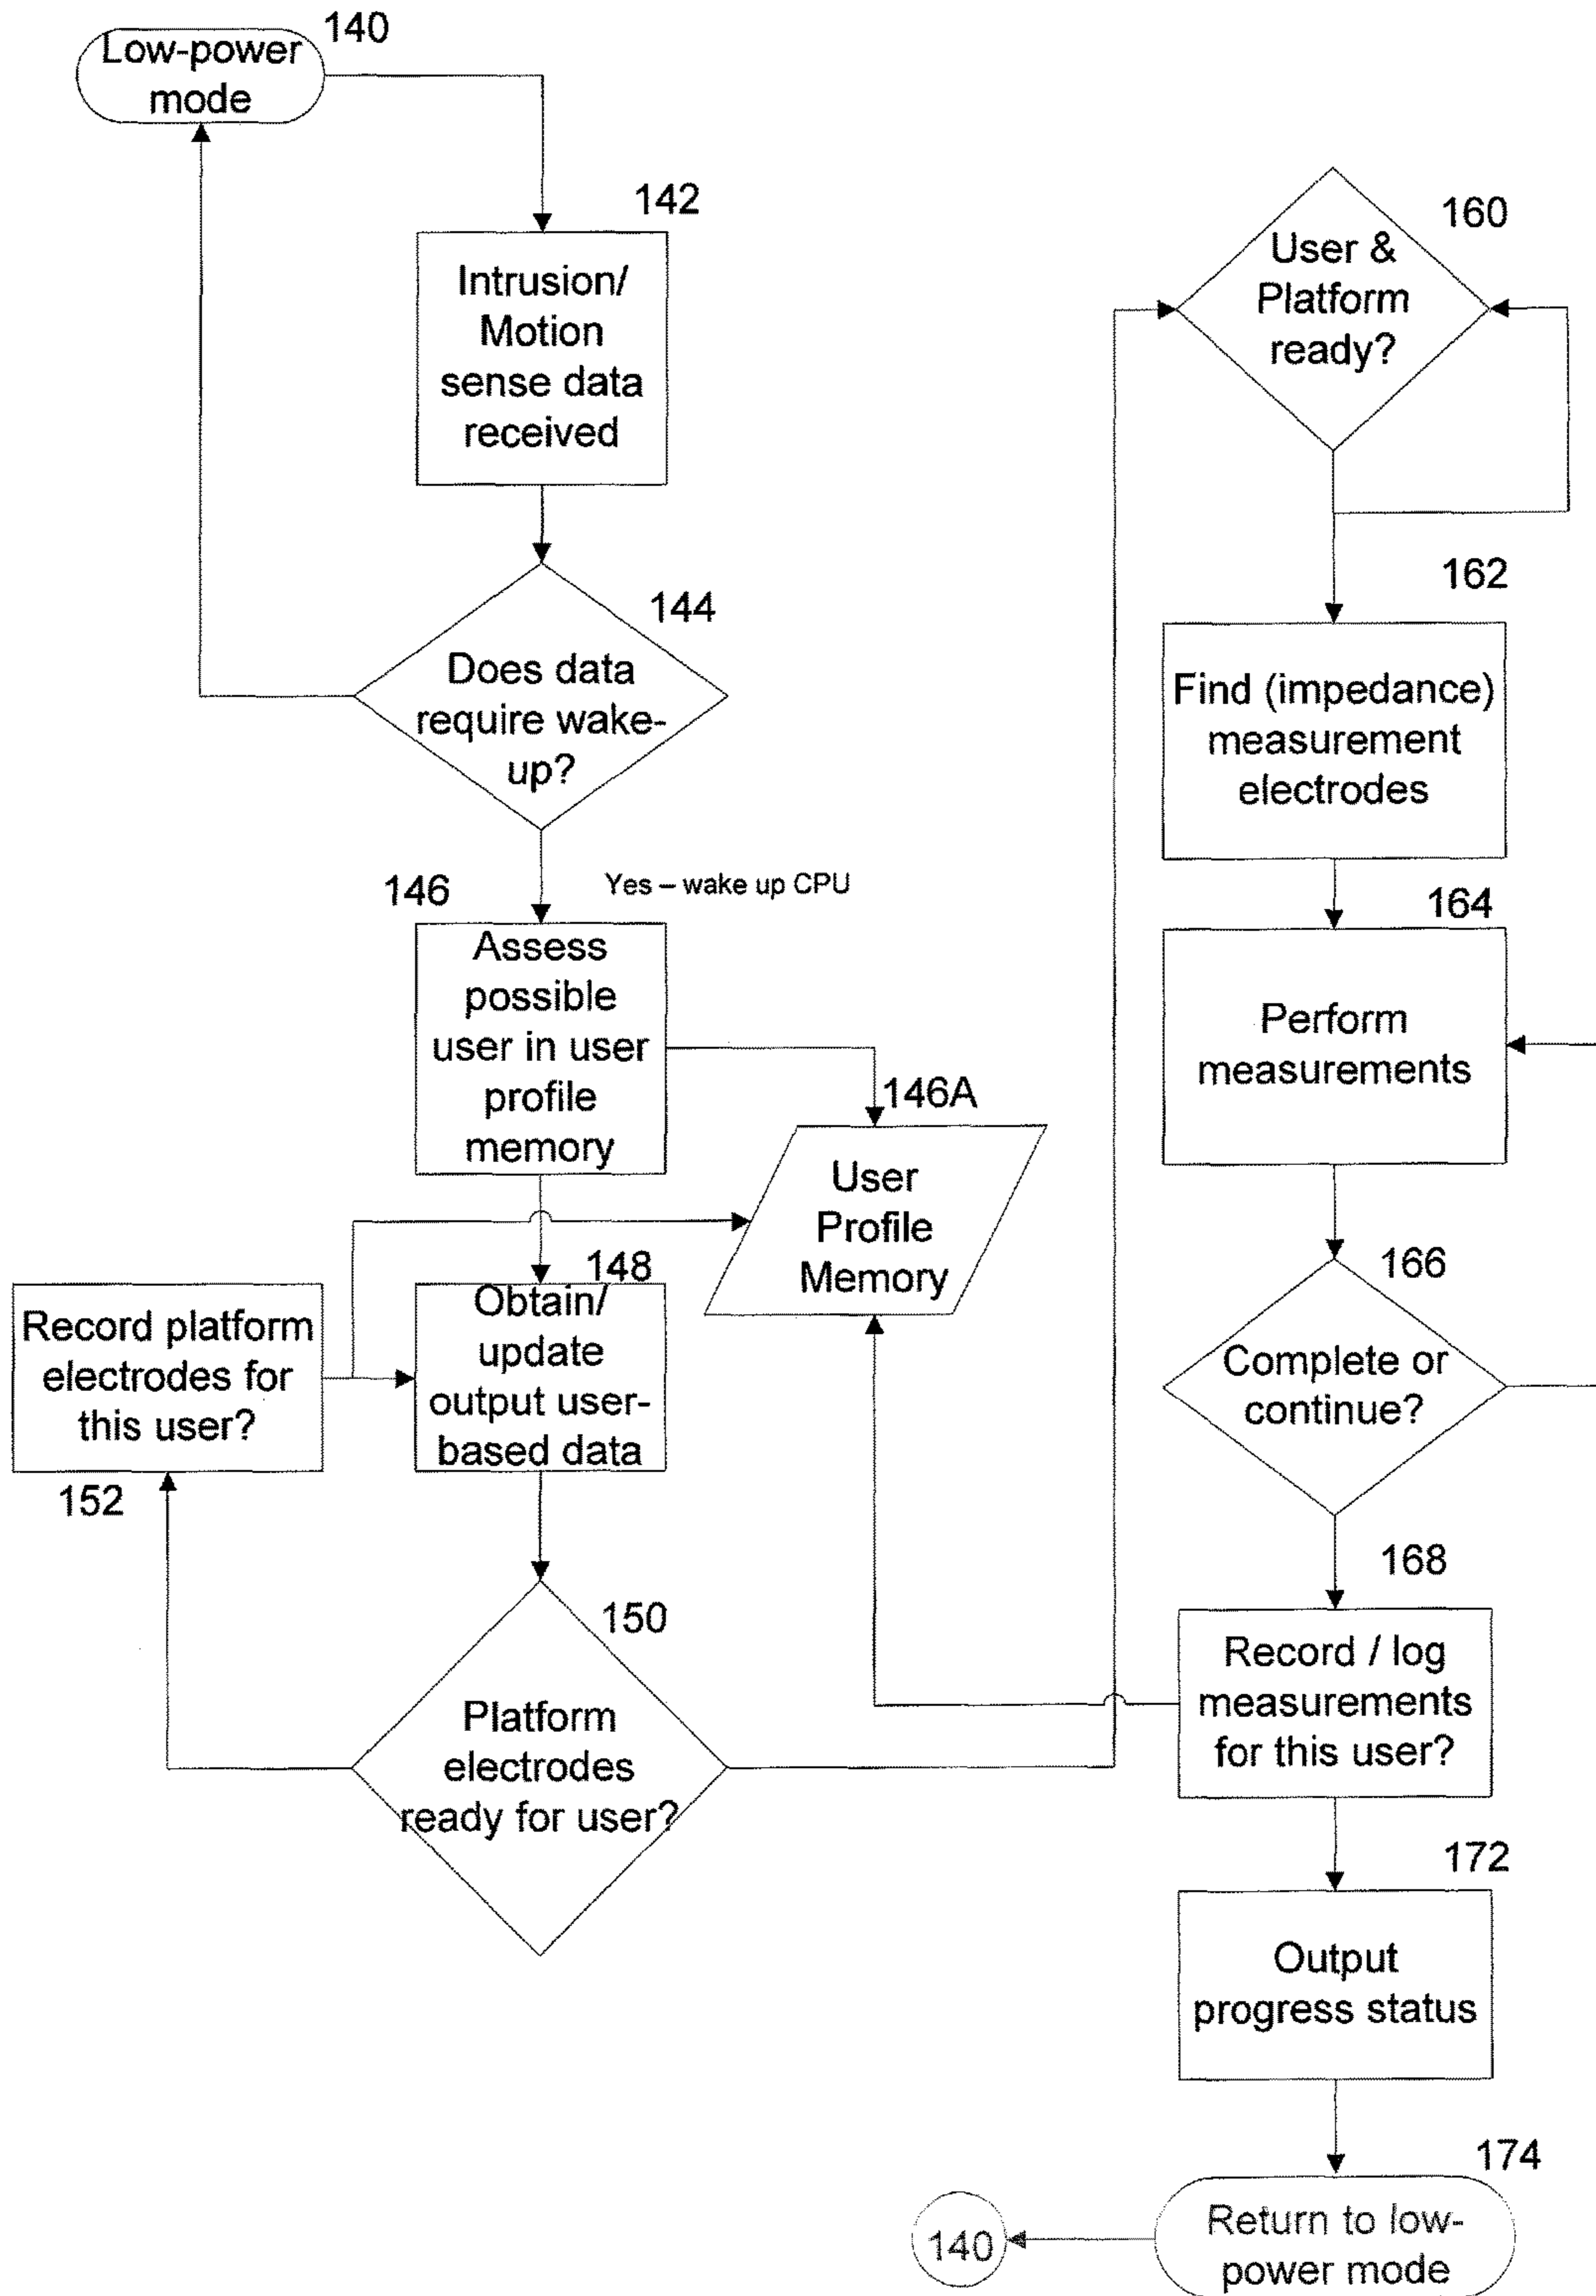 Low-power
mode
140
142
Intrusion/
Motion
sense data
received
144
Does data
require wake-
up?
Yes – wake up CPU
146
Assess
possible
user in user
profile
memory
146A
User
Profile
Memory
148
Obtain/
update
output user-
based data
Record platform
electrodes for
this user?
152
150
Platform
electrodes
ready for user?
160
User &
Platform
ready?
162
Find (impedance)
measurement
electrodes
164
Perform
measurements
166
Complete or
continue?
168
Record / log
measurements
for this user?
172
Output
progress status
174
Return to low-
power mode
140